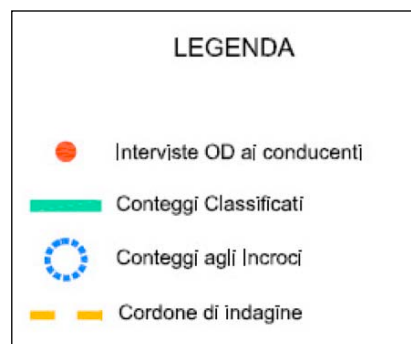 LEGENDA
Interviste OD ai conducenti
Conteggi Classificati
Conteggi agli Incroci
Cordone di indagine